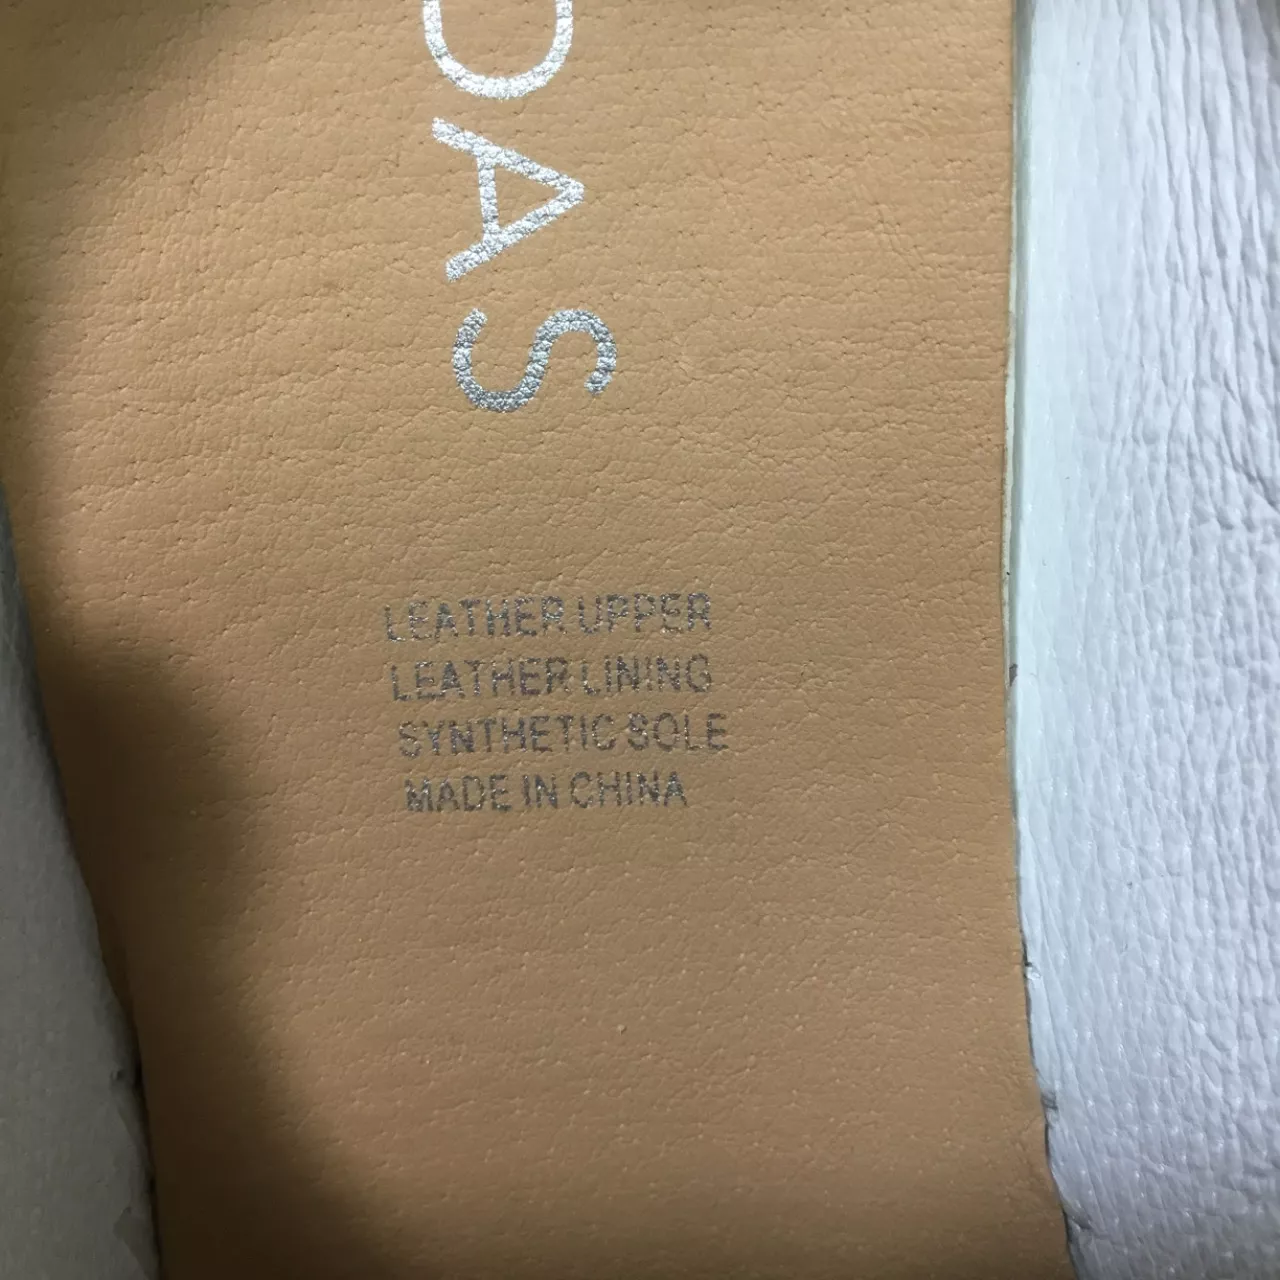 DAS
LEATHER UPPER
LEATHER LINING
SYNTHETIC SOLE
MADE IN CHINA